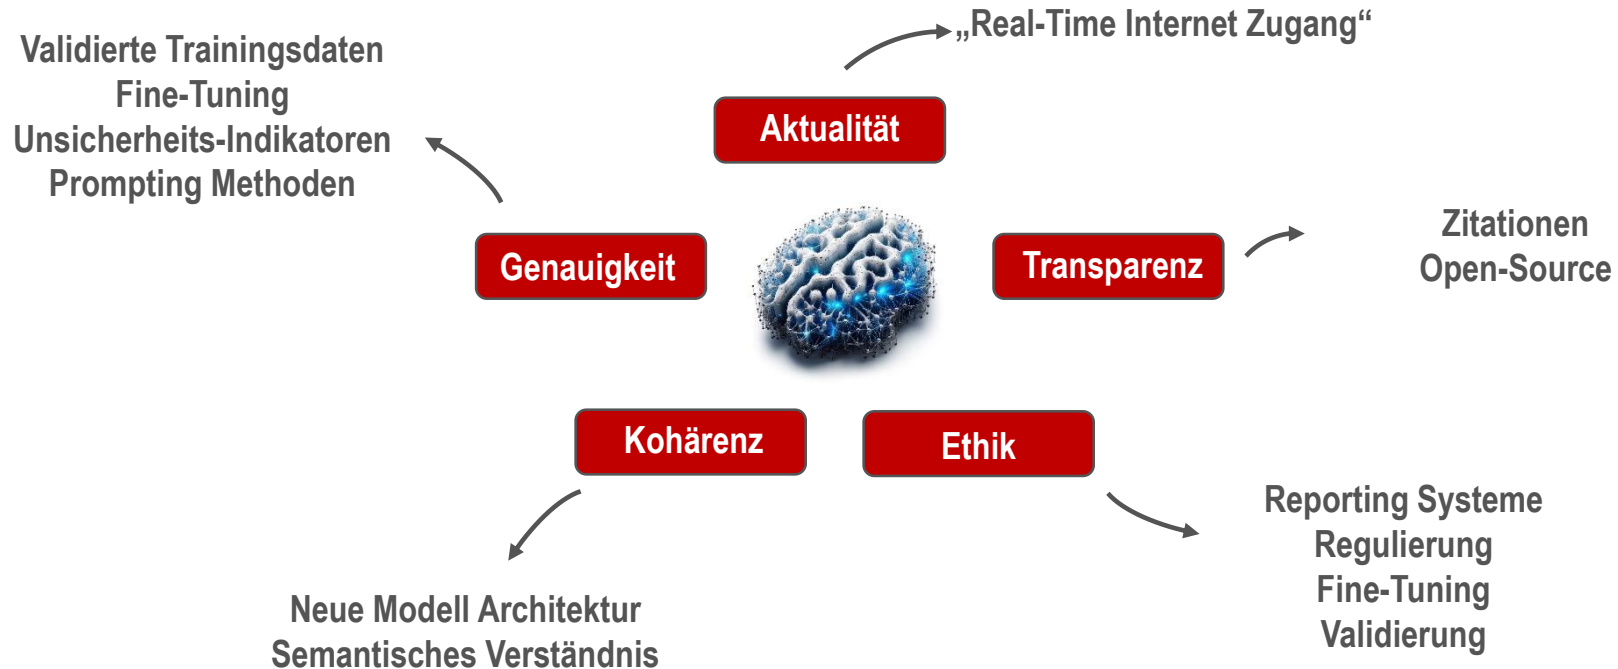 „Real-Time Internet Zugang“
Validierte Trainingsdaten
Fine-Tuning
Unsicherheits-Indikatoren
Prompting Methoden
Aktualität
Genauigkeit
Transparenz
Zitationen
Open-Source
Kohärenz
Ethik
Reporting Systeme
Regulierung
Fine-Tuning
Validierung
Neue Modell Architektur
Semantisches Verständnis